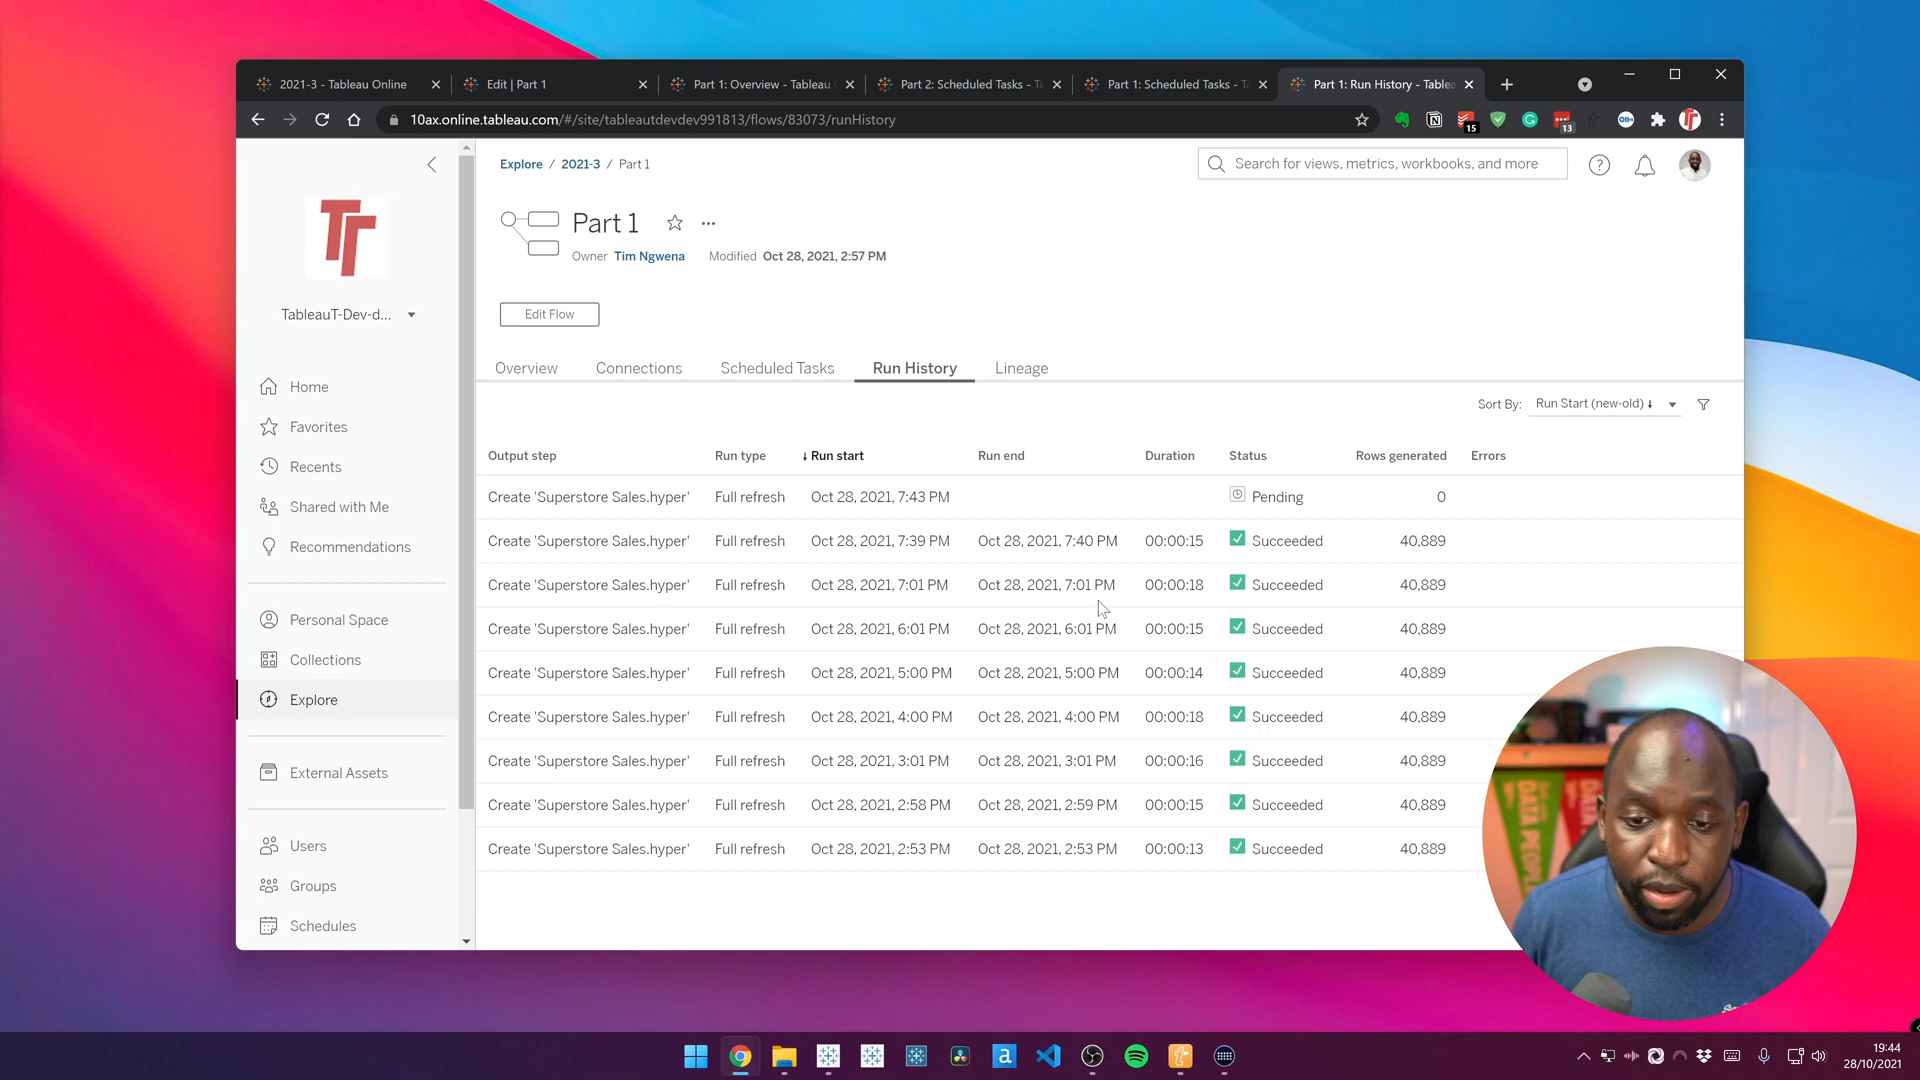 2021-3 - Tableau Online
Edit | Part 1
Part 1: Overview - Tableau
Part 2: Scheduled Tasks - T
Part 1: Scheduled Tasks - T
Part 1: Run History - Table
10ax.online.tableau.com/#/site/tableautdevdev991813/flows/83073/runHistory
15
13
Explore / 2021-3 / Part 1
Search for views, metrics, workbooks, and more
TableauT-Dev-d...
Home
Favorites
Recents
Shared with Me
Recommendations
Personal Space
Collections
Explore
External Assets
Users
Groups
Schedules
Part 1
Owner Tim Ngwena Modified Oct 28, 2021, 2:57 PM
Edit Flow
Overview Connections Scheduled Tasks Run History Lineage
Sort By: Run Start (new-old)
Output step Run type Run start Run end Duration Status Rows generated Errors
Create 'Superstore Sales.hyper' Full refresh Oct 28, 2021, 7:43 PM Pending 0
Create 'Superstore Sales.hyper' Full refresh Oct 28, 2021, 7:39 PM Oct 28, 2021, 7:40 PM 00:00:15 Succeeded 40,889
Create 'Superstore Sales.hyper' Full refresh Oct 28, 2021, 7:01 PM Oct 28, 2021, 7:01 PM 00:00:18 Succeeded 40,889
Create 'Superstore Sales.hyper' Full refresh Oct 28, 2021, 6:01 PM Oct 28, 2021, 6:01 PM 00:00:15 Succeeded 40,889
Create 'Superstore Sales.hyper' Full refresh Oct 28, 2021, 5:00 PM Oct 28, 2021, 5:00 PM 00:00:14 Succeeded 40,889
Create 'Superstore Sales.hyper' Full refresh Oct 28, 2021, 4:00 PM Oct 28, 2021, 4:00 PM 00:00:18 Succeeded 40,889
Create 'Superstore Sales.hyper' Full refresh Oct 28, 2021, 3:01 PM Oct 28, 2021, 3:01 PM 00:00:16 Succeeded 40,889
Create 'Superstore Sales.hyper' Full refresh Oct 28, 2021, 2:58 PM Oct 28, 2021, 2:59 PM 00:00:15 Succeeded 40,889
Create 'Superstore Sales.hyper' Full refresh Oct 28, 2021, 2:53 PM Oct 28, 2021, 2:53 PM 00:00:13 Succeeded 40,889
DATA
19:44
28/10/2021